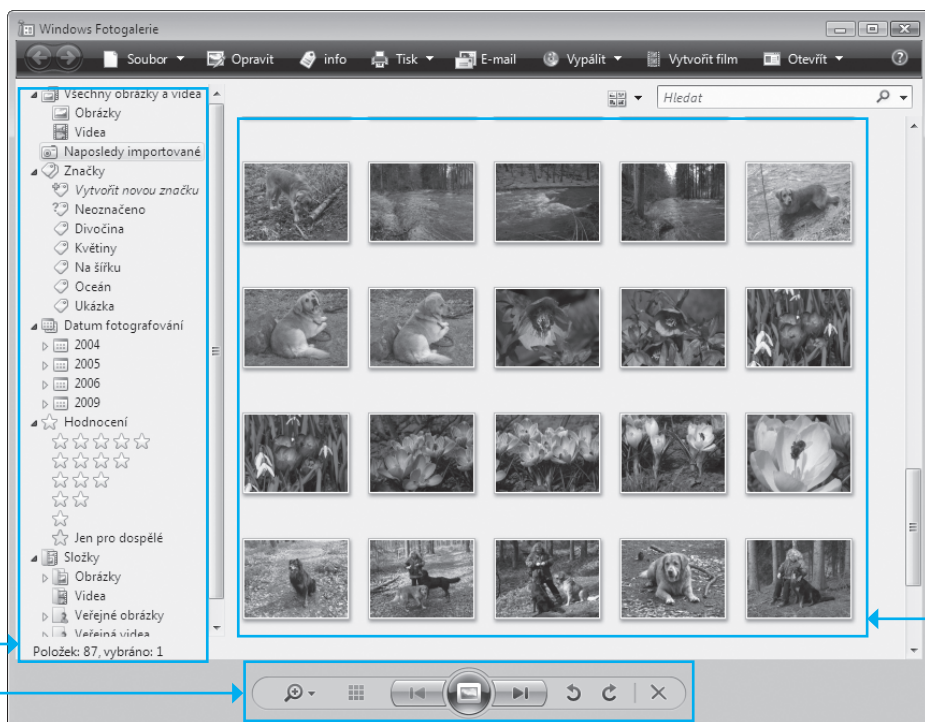 Windows Fotogalerie
Soubor Opravit info Tisk E-mail Vypálit Vytvořit film Otevřít
Hledat
Všechny obrázky a videa
Obrázky
Videa
Naposledy importované
Značky
Vytvořit novou značku
Neoznačeno
Divočina
Květiny
Na šířku
Oceán
Ukázka
Datum fotografování
2004
2005
2006
2009
Hodnocení
Jen pro dospělé
Složky
Obrázky
Videa
Veřejné obrázky
Veřejná videa
Položek: 87, vybráno: 1